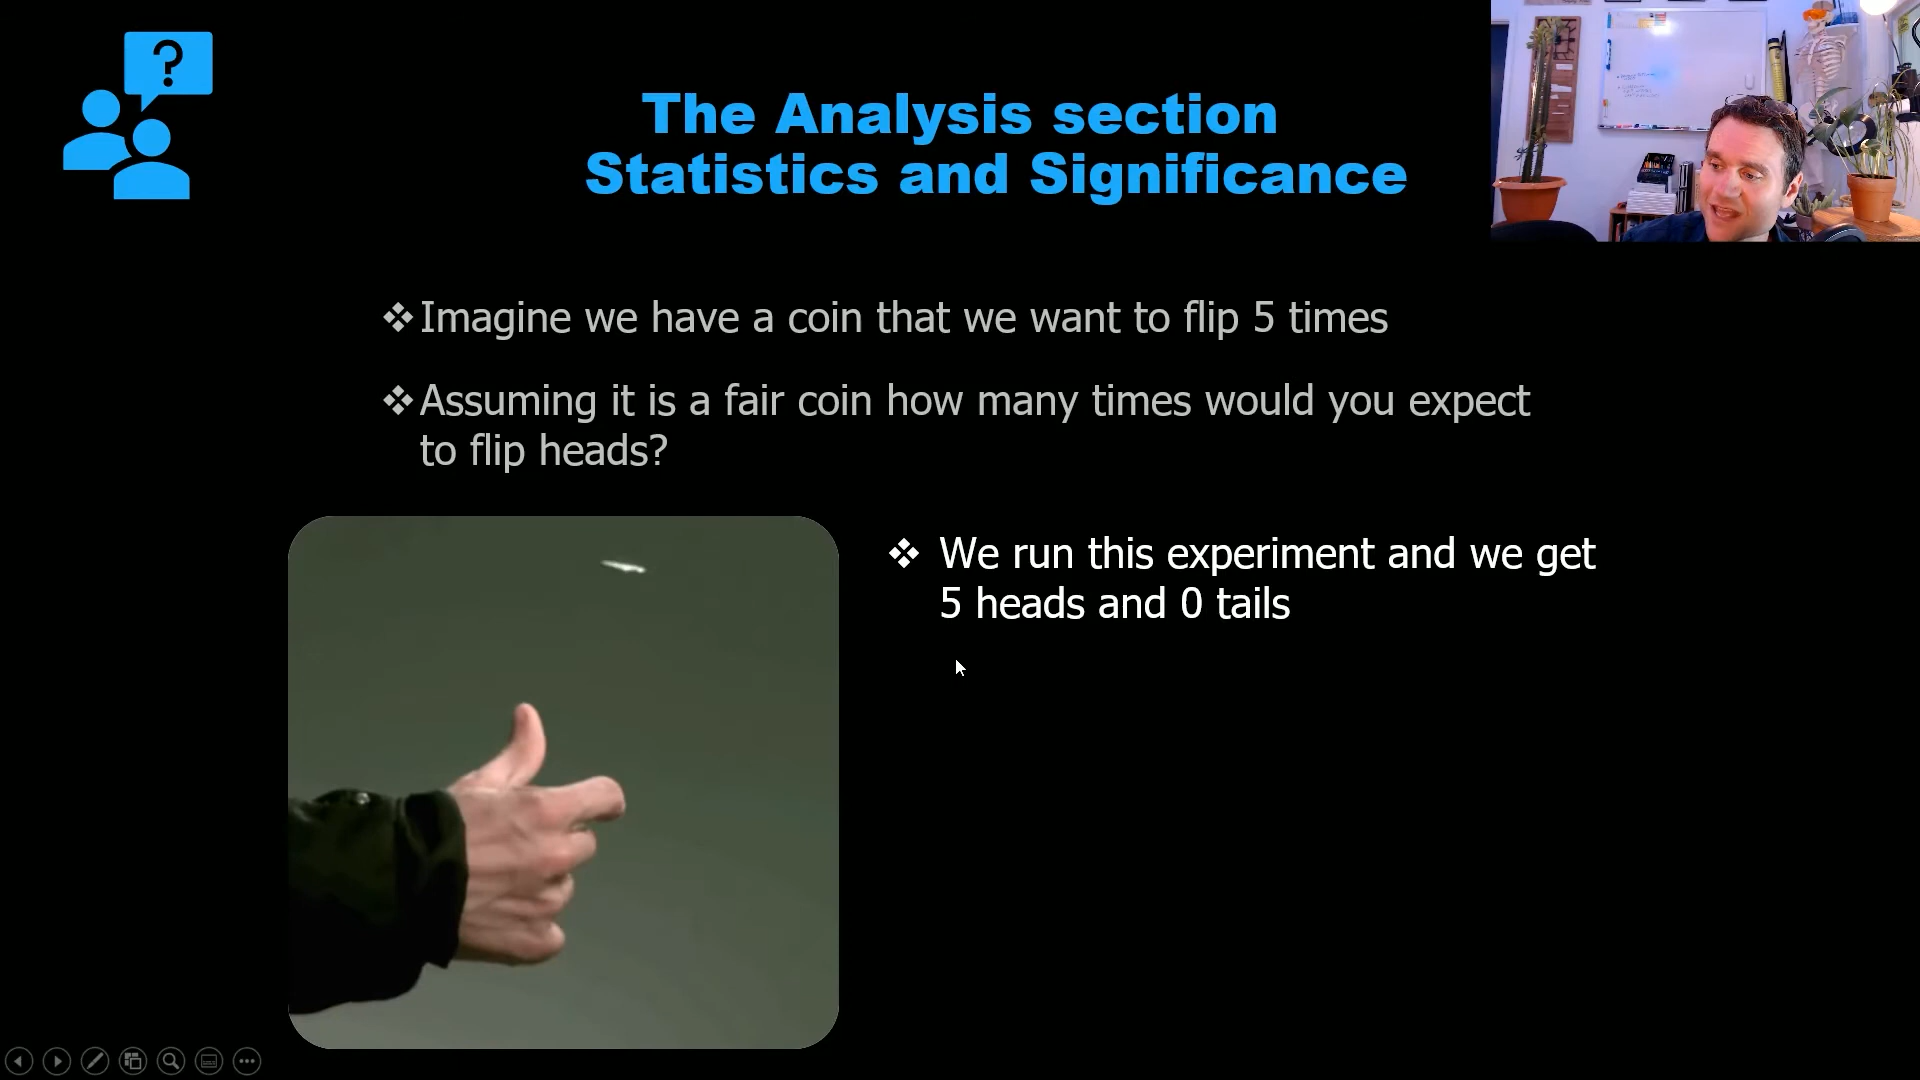 ?
The Analysis section
Statistics and Significance
❖ Imagine we have a coin that we want to flip 5 times
❖ Assuming it is a fair coin how many times would you expect
to flip heads?
❖ We run this experiment and we get
5 heads and 0 tails